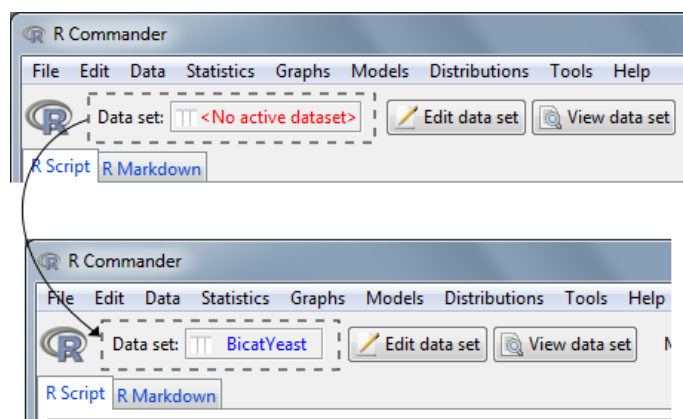 R Commander
File Edit Data Statistics Graphs Models Distributions Tools Help
R Data set: <No active dataset> Edit data set View data set
R Script R Markdown
R Commander
File Edit Data Statistics Graphs Models Distributions Tools Help
R Data set: BicatYeast Edit data set View data set
R Script R Markdown